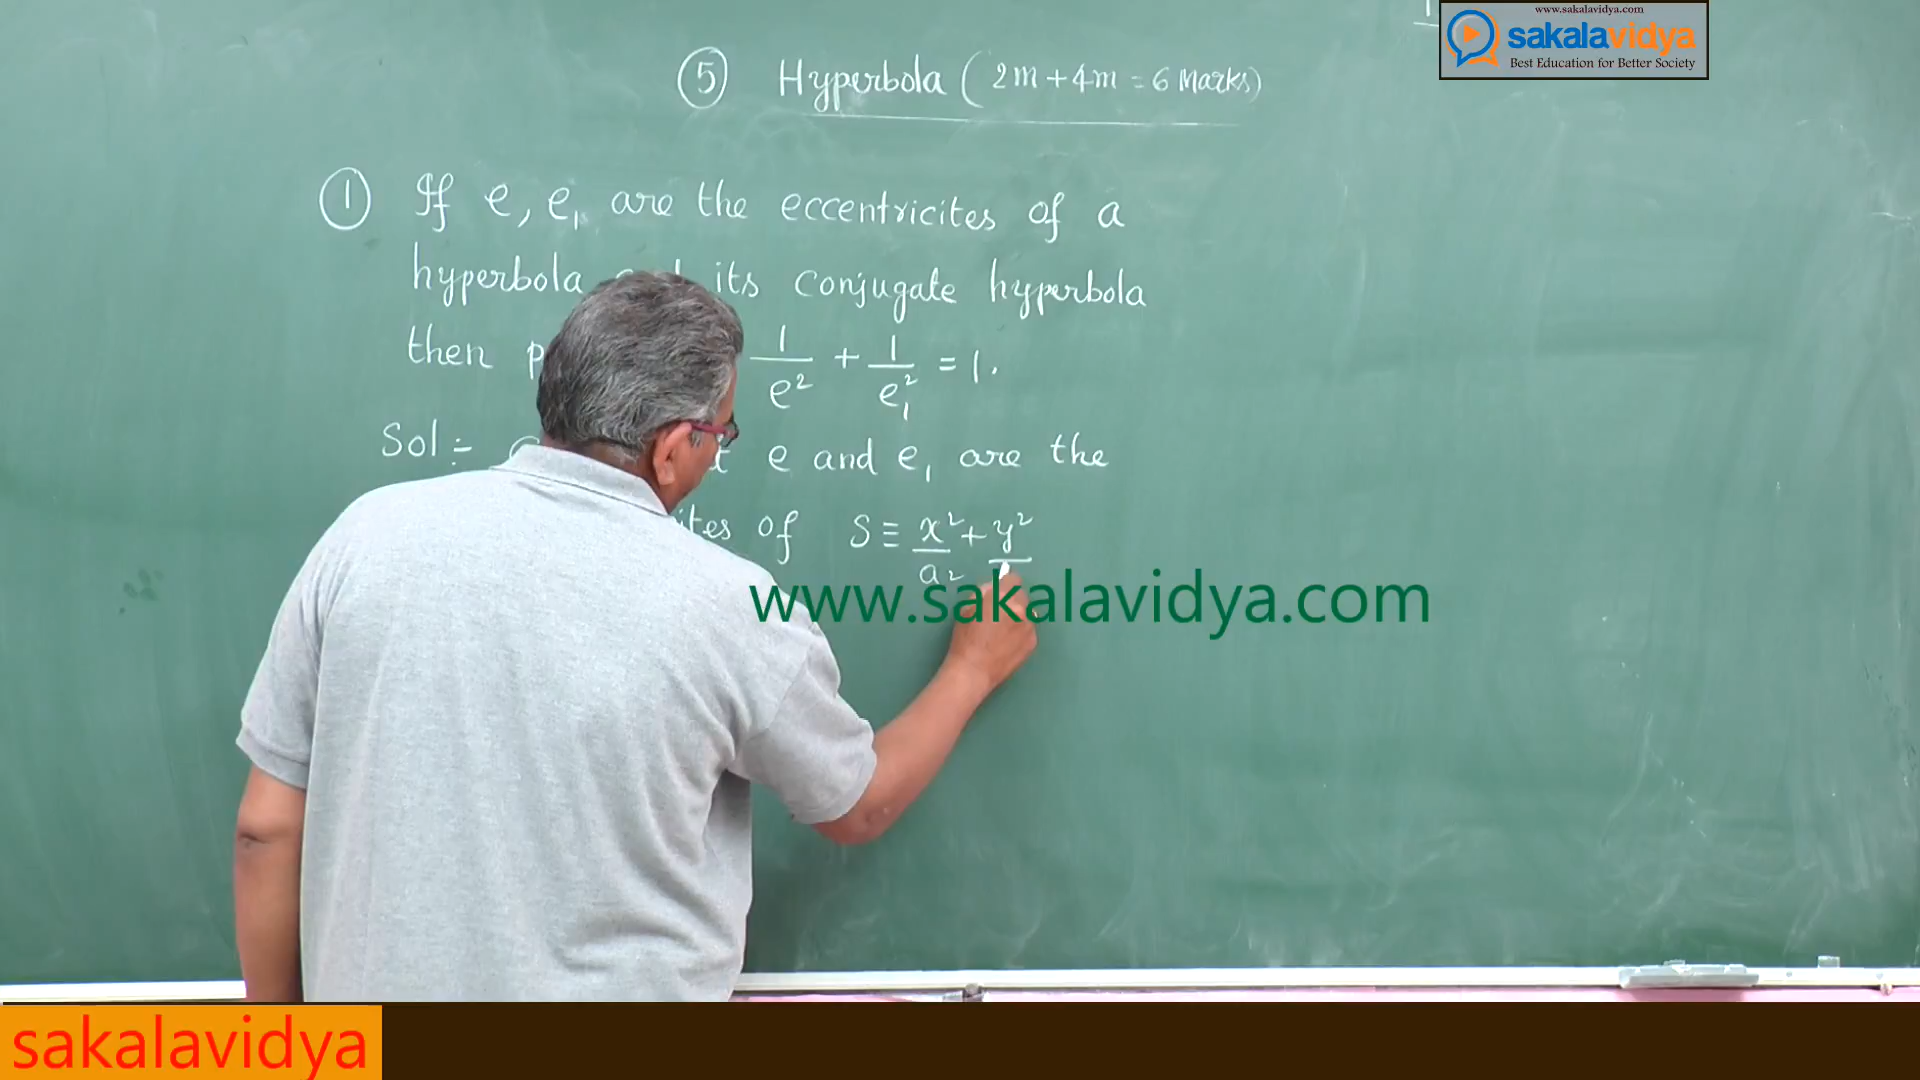 www.sakalavidya.com
sakalavidya
Best Education for Better Society
⑤ Hyperbola (2m+4m = 6 Marks)
① If e, e₁ are the eccentricites of a
hyperbola its conjugate hyperbola
then 1/e² + 1/e₁² = 1.
Sol:- e and e₁ are the
of S ≡ x²/a² + y²
www.sakalavidya.com
sakalavidya